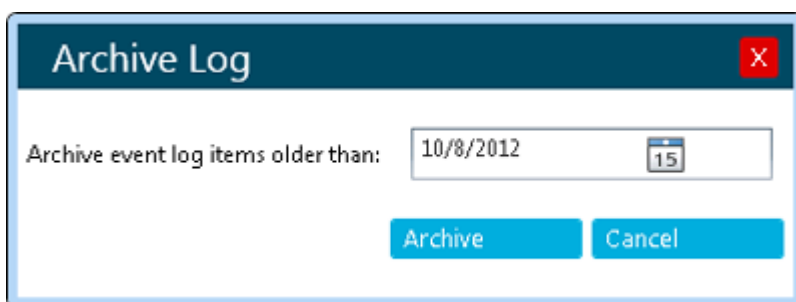 Archive Log
X
Archive event log items older than:
10/8/2012
15
Archive
Cancel